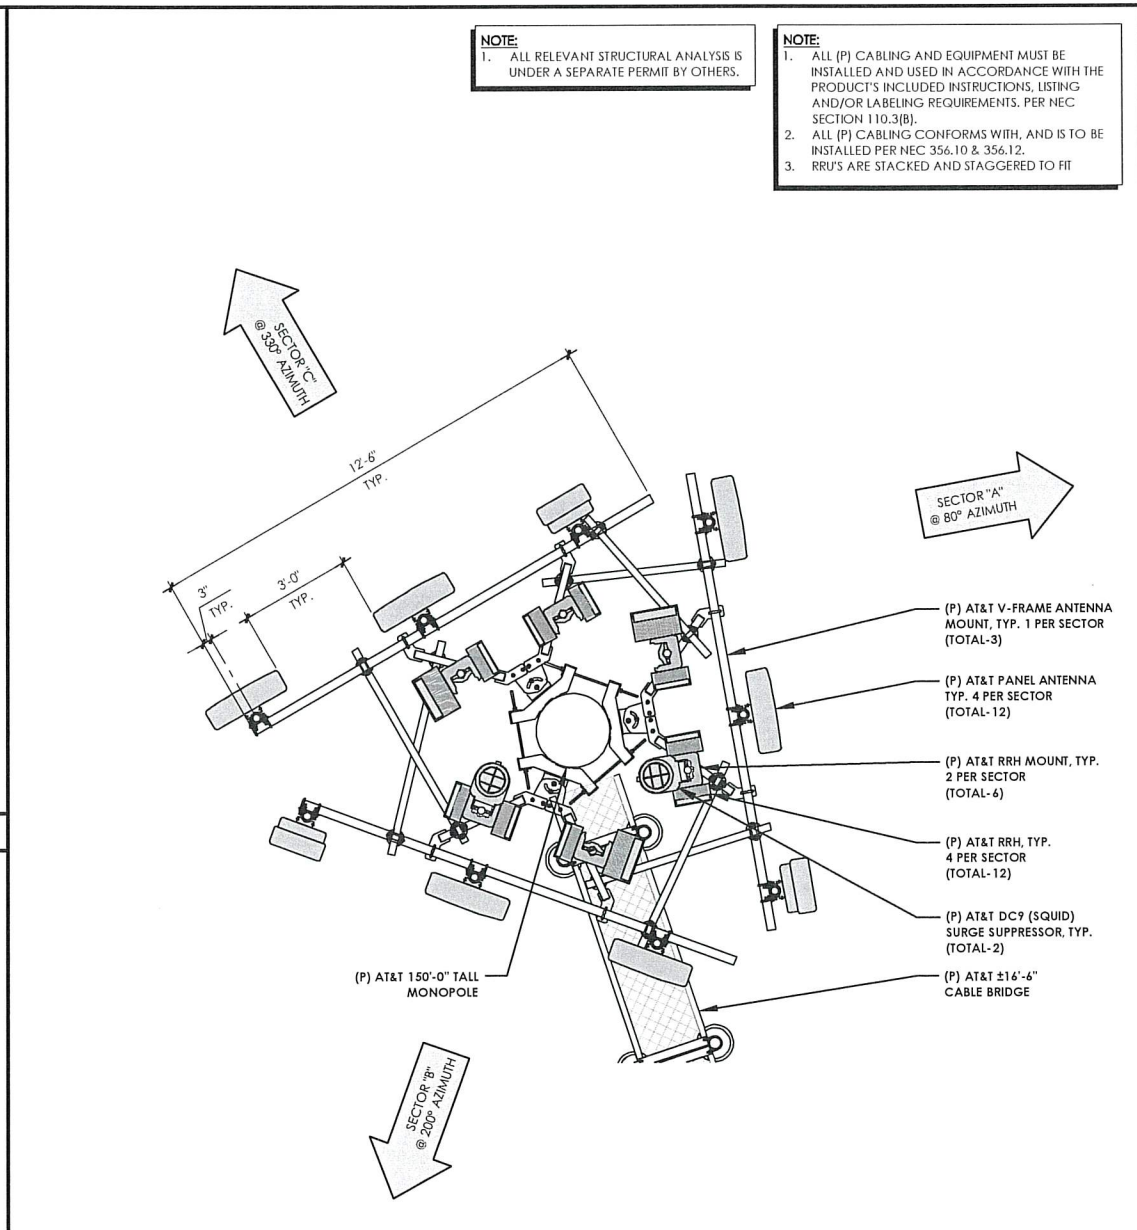 NOTE:
1. ALL RELEVANT STRUCTURAL ANALYSIS IS
UNDER A SEPARATE PERMIT BY OTHERS.
NOTE:
1. ALL (P) CABLING AND EQUIPMENT MUST BE
INSTALLED AND USED IN ACCORDANCE WITH THE
PRODUCT'S INCLUDED INSTRUCTIONS, LISTING
AND/OR LABELING REQUIREMENTS. PER NEC
SECTION 110.3(B).
2. ALL (P) CABLING CONFORMS WITH, AND IS TO BE
INSTALLED PER NEC 356.10 & 356.12.
3. RRU'S ARE STACKED AND STAGGERED TO FIT
SECTOR "C"
@ 330° AZIMUTH
12'-6"
TYP.
3"
TYP.
3'-0"
TYP.
SECTOR "A"
@ 80° AZIMUTH
(P) AT&T V-FRAME ANTENNA
MOUNT, TYP. 1 PER SECTOR
(TOTAL-3)
(P) AT&T PANEL ANTENNA
TYP. 4 PER SECTOR
(TOTAL-12)
(P) AT&T RRH MOUNT, TYP.
2 PER SECTOR
(TOTAL-6)
(P) AT&T RRH, TYP.
4 PER SECTOR
(TOTAL-12)
(P) AT&T DC9 (SQUID)
SURGE SUPPRESSOR, TYP.
(TOTAL-2)
(P) AT&T ±16'-6"
CABLE BRIDGE
(P) AT&T 150'-0" TALL
MONOPOLE
SECTOR "B"
@ 200° AZIMUTH